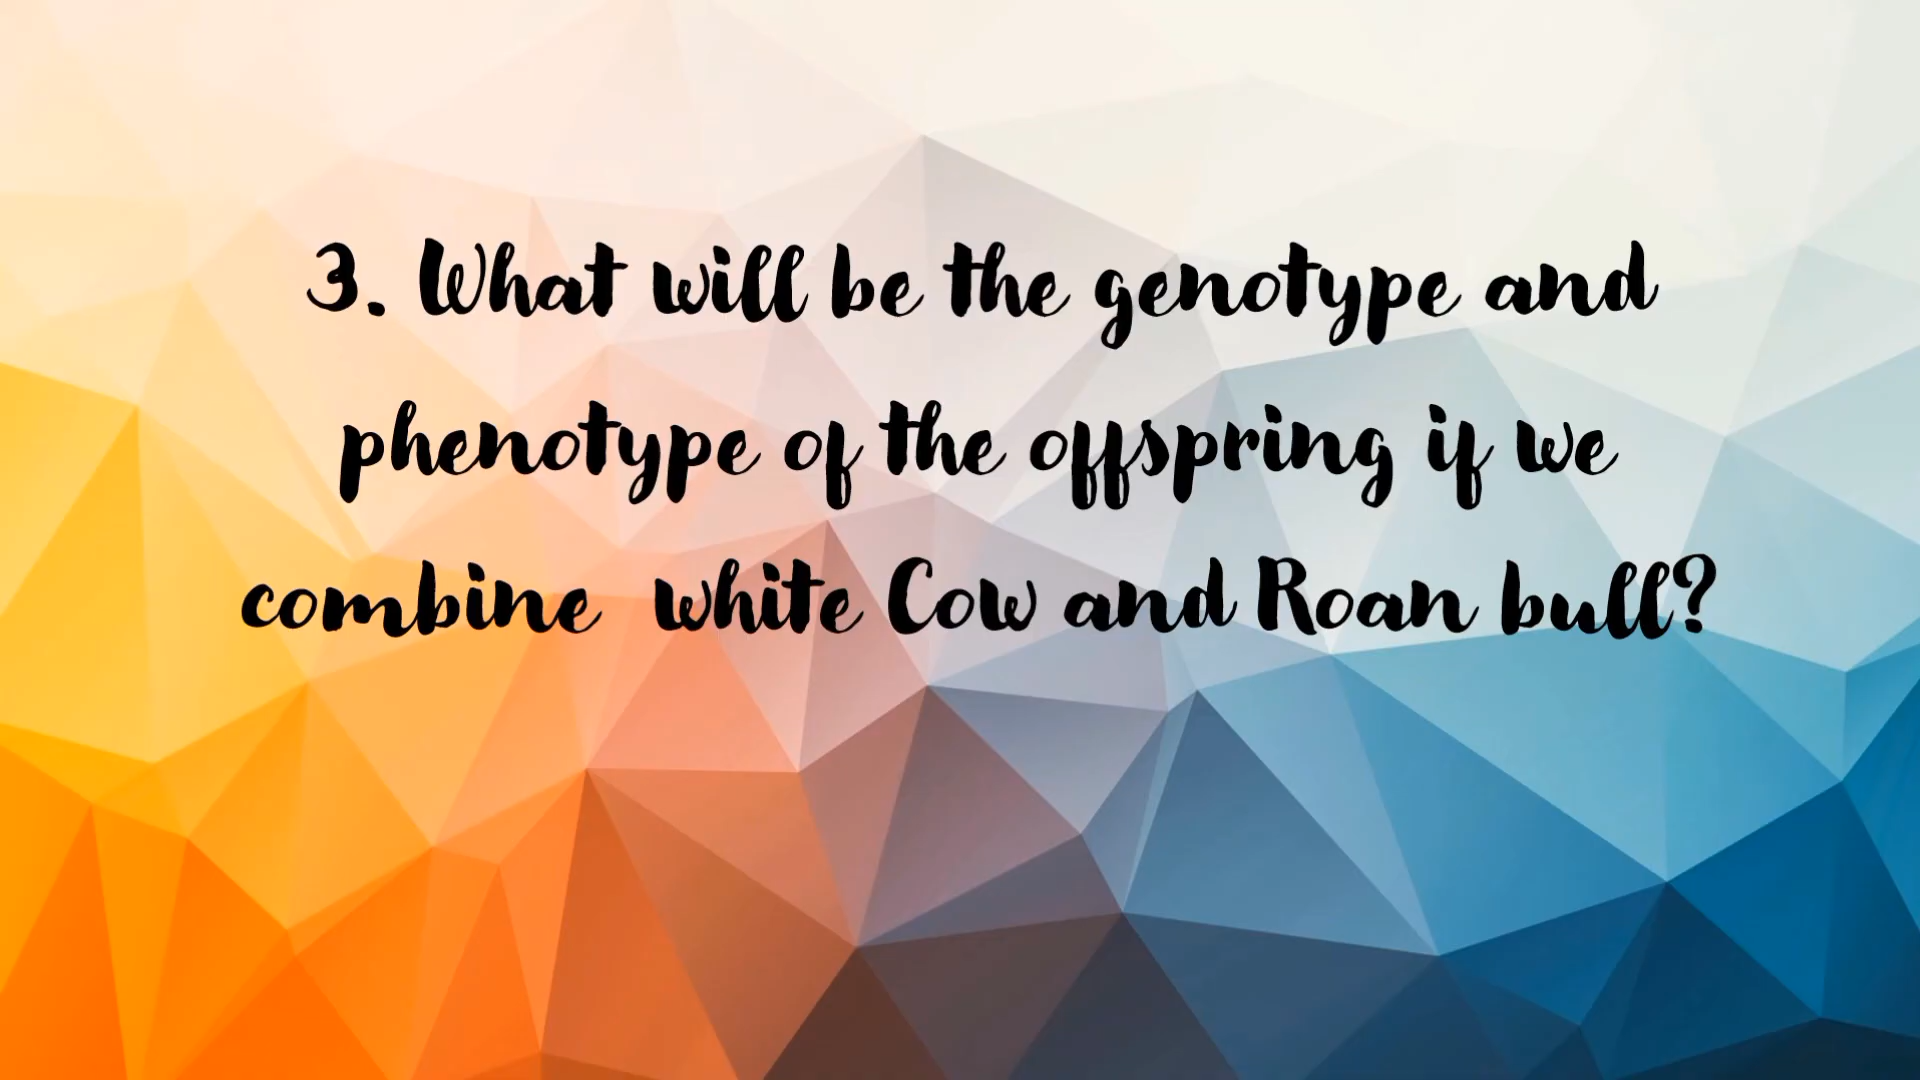 3. What will be the genotype and
phenotype of the offspring if we
combine white Cow and Roan bull?